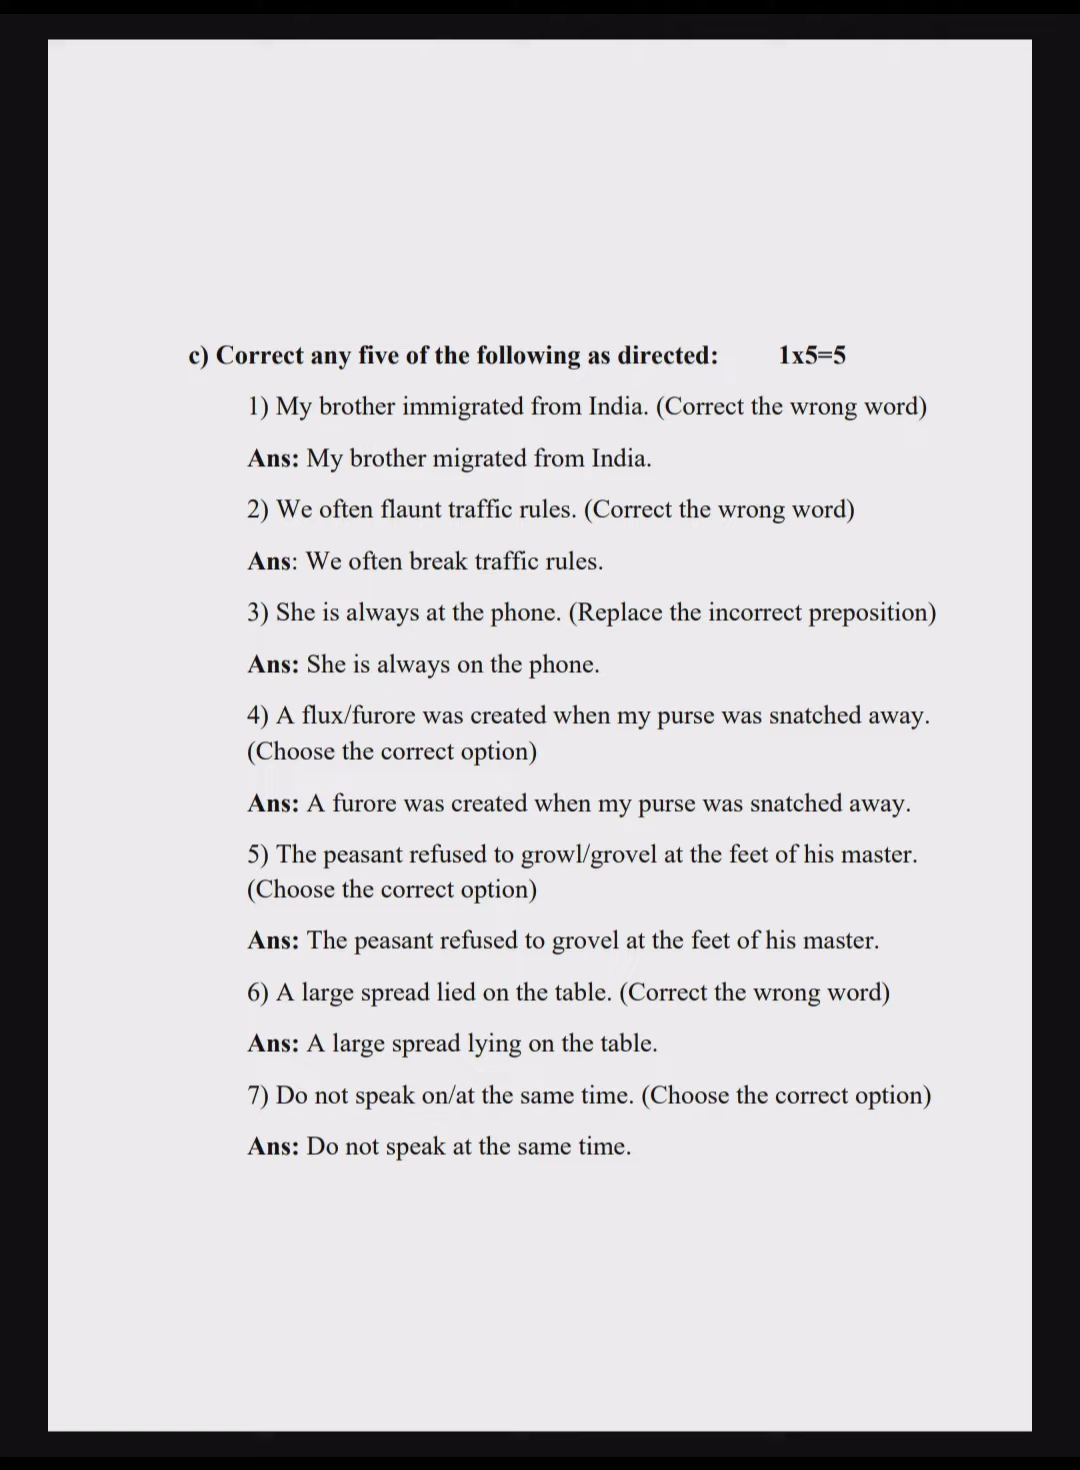 c) Correct any five of the following as directed: 1x5=5
1) My brother immigrated from India. (Correct the wrong word)
Ans: My brother migrated from India.
2) We often flaunt traffic rules. (Correct the wrong word)
Ans: We often break traffic rules.
3) She is always at the phone. (Replace the incorrect preposition)
Ans: She is always on the phone.
4) A flux/furore was created when my purse was snatched away.
(Choose the correct option)
Ans: A furore was created when my purse was snatched away.
5) The peasant refused to growl/grovel at the feet of his master.
(Choose the correct option)
Ans: The peasant refused to grovel at the feet of his master.
6) A large spread lied on the table. (Correct the wrong word)
Ans: A large spread lying on the table.
7) Do not speak on/at the same time. (Choose the correct option)
Ans: Do not speak at the same time.